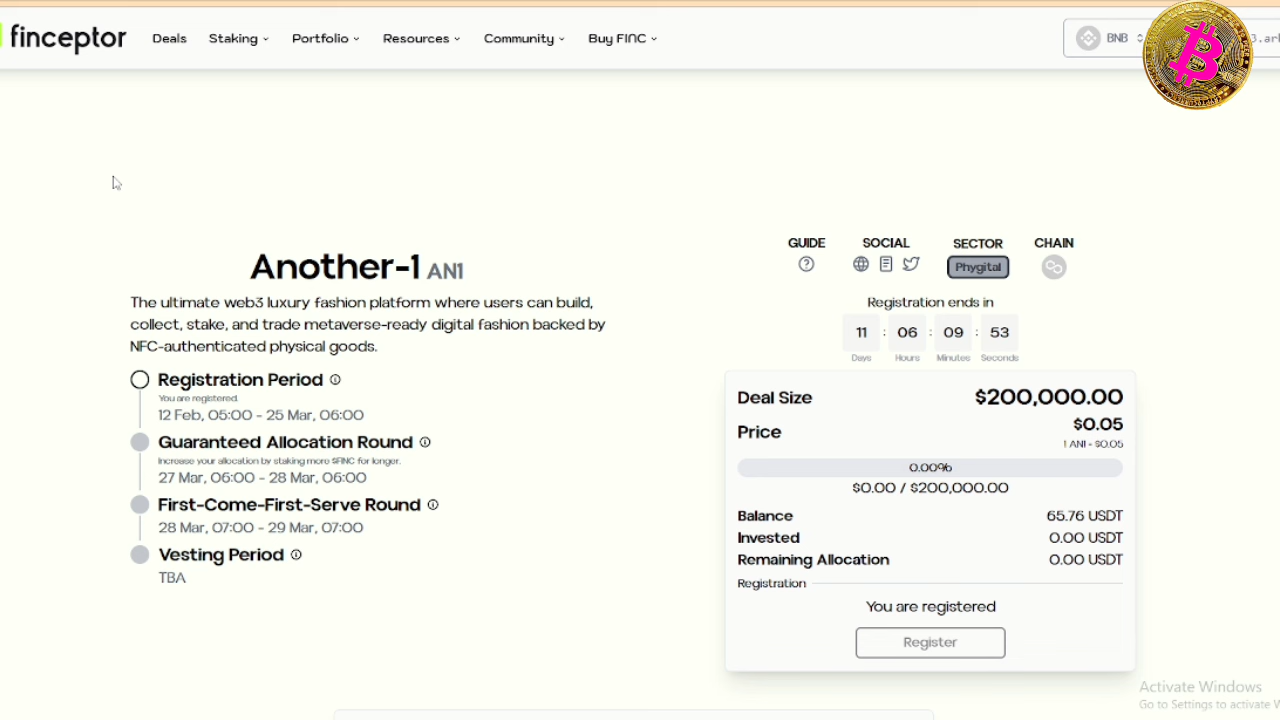 finceptor
Deals
Staking
Portfolio
Resources
Community
Buy FINC
BNB
Another-1 AN1
The ultimate web3 luxury fashion platform where users can build,
collect, stake, and trade metaverse-ready digital fashion backed by
NFC-authenticated physical goods.
Registration Period
You are registered.
12 Feb, 05:00 - 25 Mar, 06:00
Guaranteed Allocation Round
Increase your allocation by staking more $FINC for longer.
27 Mar, 06:00 - 28 Mar, 06:00
First-Come-First-Serve Round
28 Mar, 07:00 - 29 Mar, 07:00
Vesting Period
TBA
GUIDE
SOCIAL
SECTOR
CHAIN
Phygital
Registration ends in
11 : 06 : 09 : 53
Days Hours Minutes Seconds
Deal Size $200,000.00
Price $0.05
1 AN1 = $0.05
0.00%
$0.00 / $200,000.00
Balance 65.76 USDT
Invested 0.00 USDT
Remaining Allocation 0.00 USDT
Registration
You are registered
Register
Activate Windows
Go to Settings to activate